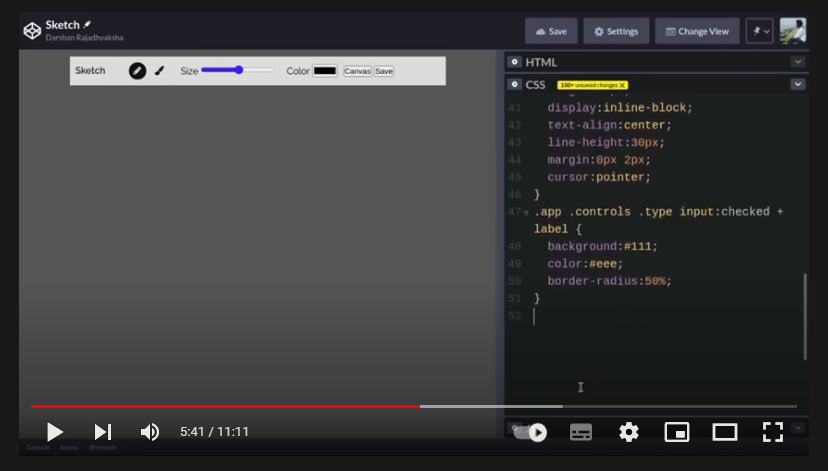 Sketch
Darshan Rajadhyaksha
Save
Settings
Change View
Sketch
Size
Color
Canvas
Save
HTML
CSS
100+ unsaved changes X
41 display:inline-block;
42 text-align:center;
43 line-height:30px;
44 margin:0px 2px;
45 cursor:pointer;
46 }
47 .app .controls .type input:checked +
label {
48 background:#111;
49 color:#eee;
50 border-radius:50%;
51 }
52
5:41 / 11:11
Console Assets Shortcuts